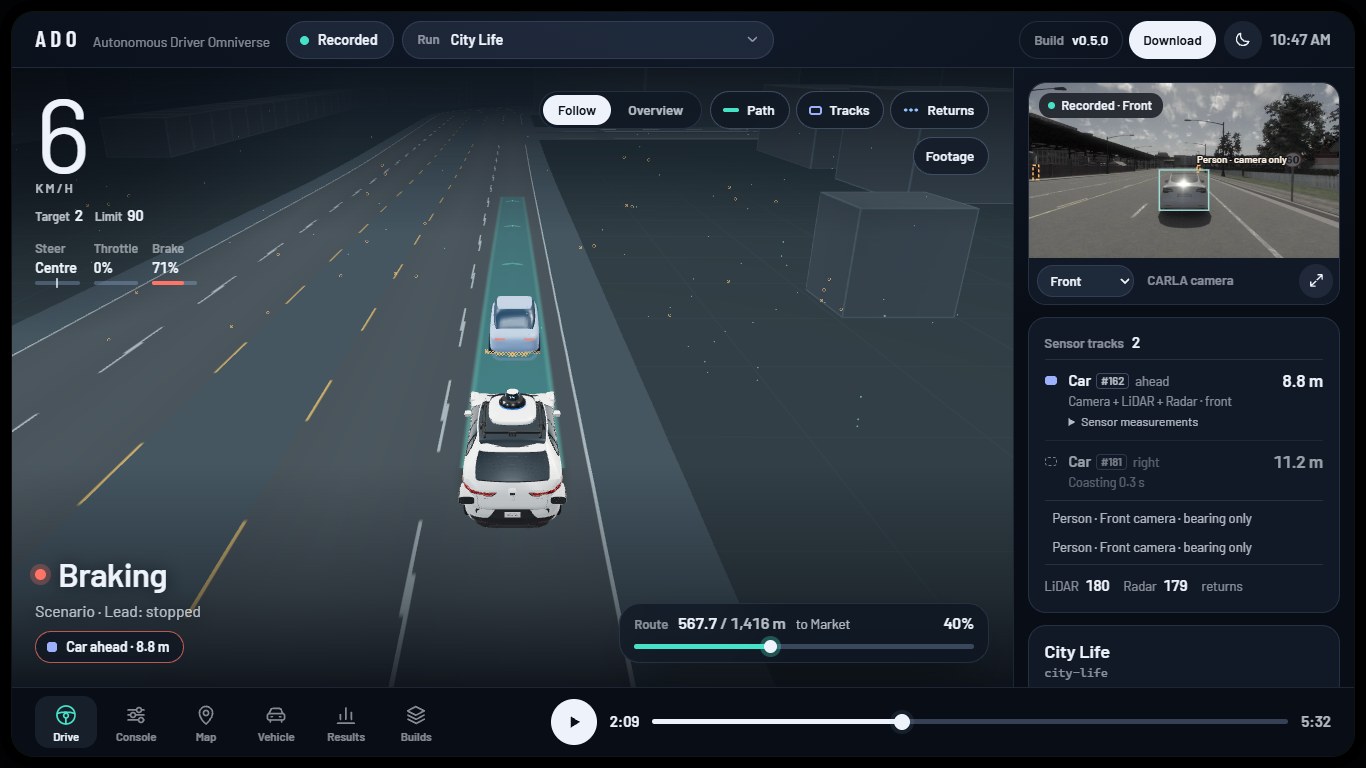 ADO Autonomous Driver Omniverse
Recorded
Run City Life
Build v0.5.0
Download
10:47 AM
6
KM/H
Target 2 Limit 90
Steer Throttle Brake
Centre 0% 71%
Follow Overview Path Tracks Returns
Footage
Recorded · Front
Person · camera only
Front CARLA camera
Sensor tracks 2
Car #162 ahead 8.8 m
Camera + LiDAR + Radar · front
Sensor measurements
Car #181 right 11.2 m
Coasting 0.3 s
Person · Front camera · bearing only
Person · Front camera · bearing only
LiDAR 180 Radar 179 returns
City Life
city-life
Braking
Scenario · Lead: stopped
Car ahead · 8.8 m
Route 567.7 / 1,416 m to Market 40%
Drive Console Map Vehicle Results Builds
2:09 5:32